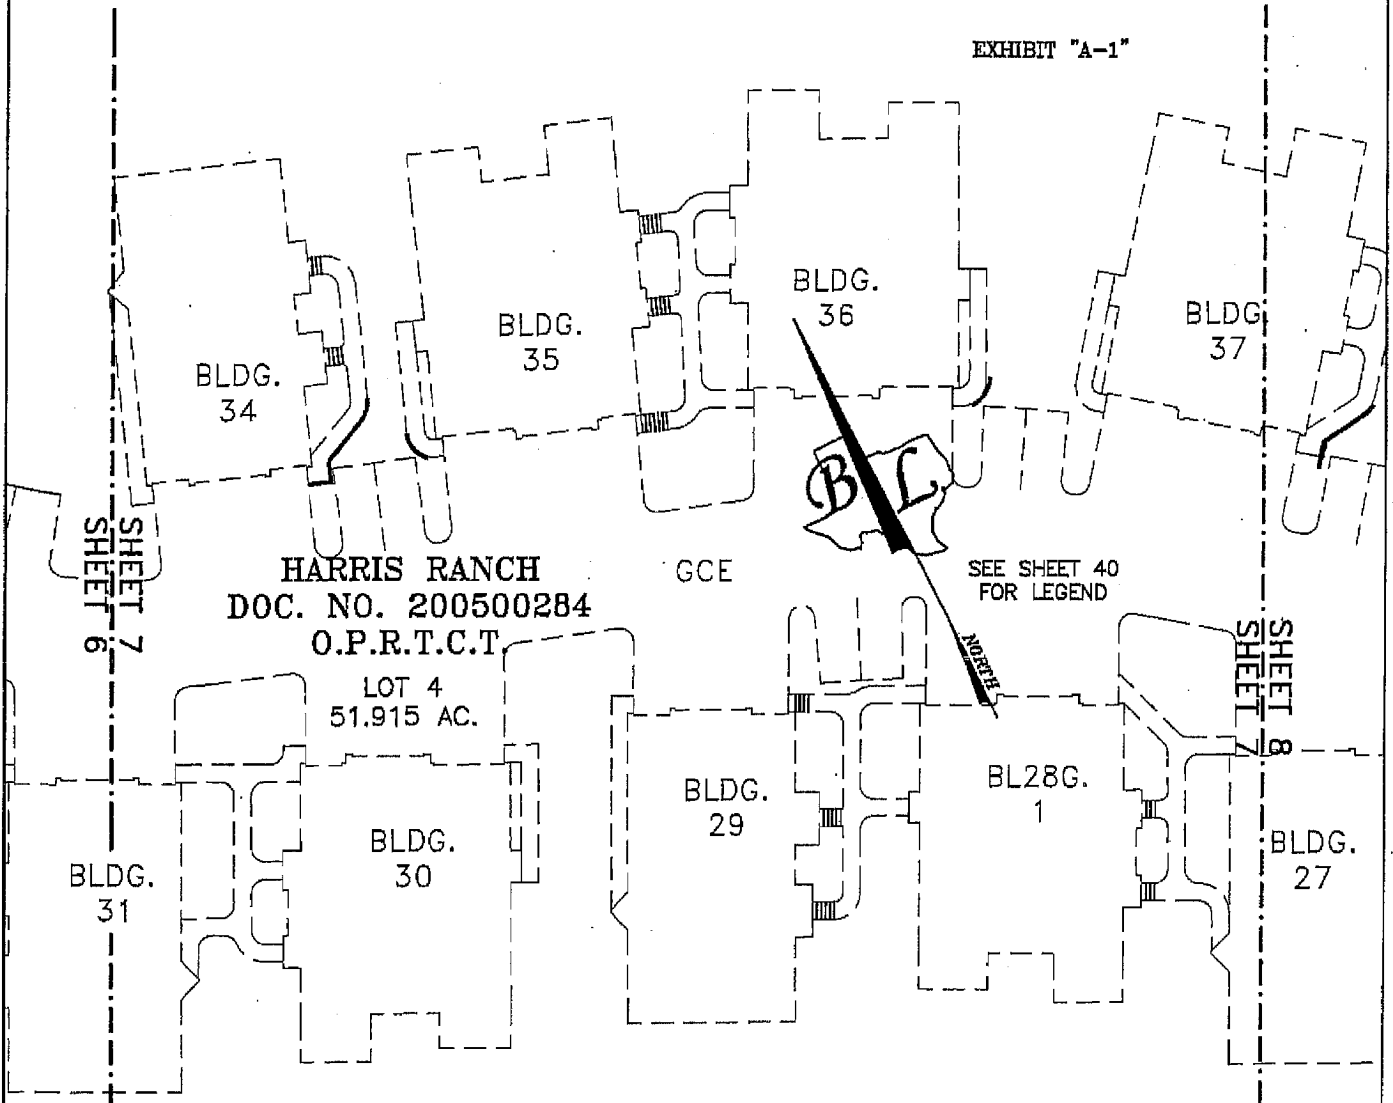 EXHIBIT "A-1"
BLDG.
36
BLDG.
35
BLDG
37
BLDG.
34
B L
SHEET 7
SHEET 6
HARRIS RANCH
DOC. NO. 200500284
O.P.R.T.C.T.
LOT 4
51.915 AC.
GCE
SEE SHEET 40
FOR LEGEND
NORTH
SHEET 8
SHEET 7
BLDG.
31
BLDG.
30
BLDG.
29
BL28G.
1
BLDG.
27